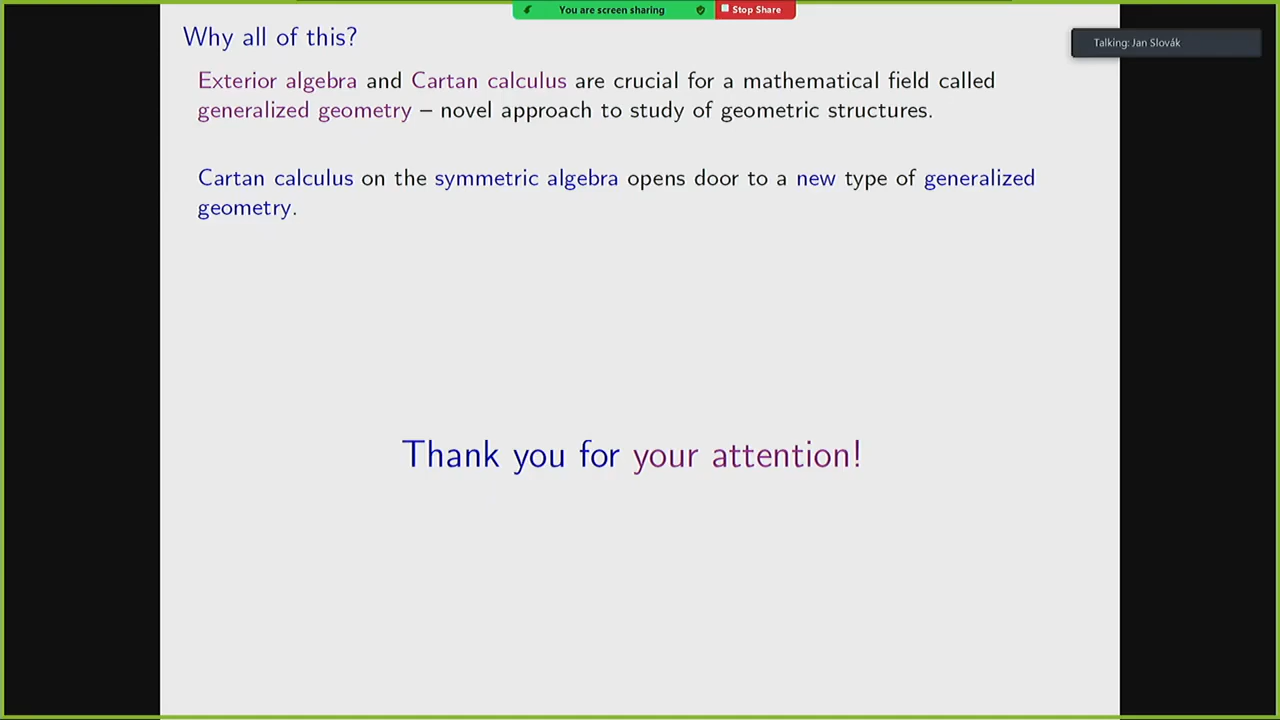 You are screen sharing
Stop Share
Talking: Jan Slovák
Why all of this?
Exterior algebra and Cartan calculus are crucial for a mathematical field called
generalized geometry – novel approach to study of geometric structures.
Cartan calculus on the symmetric algebra opens door to a new type of generalized
geometry.
Thank you for your attention!